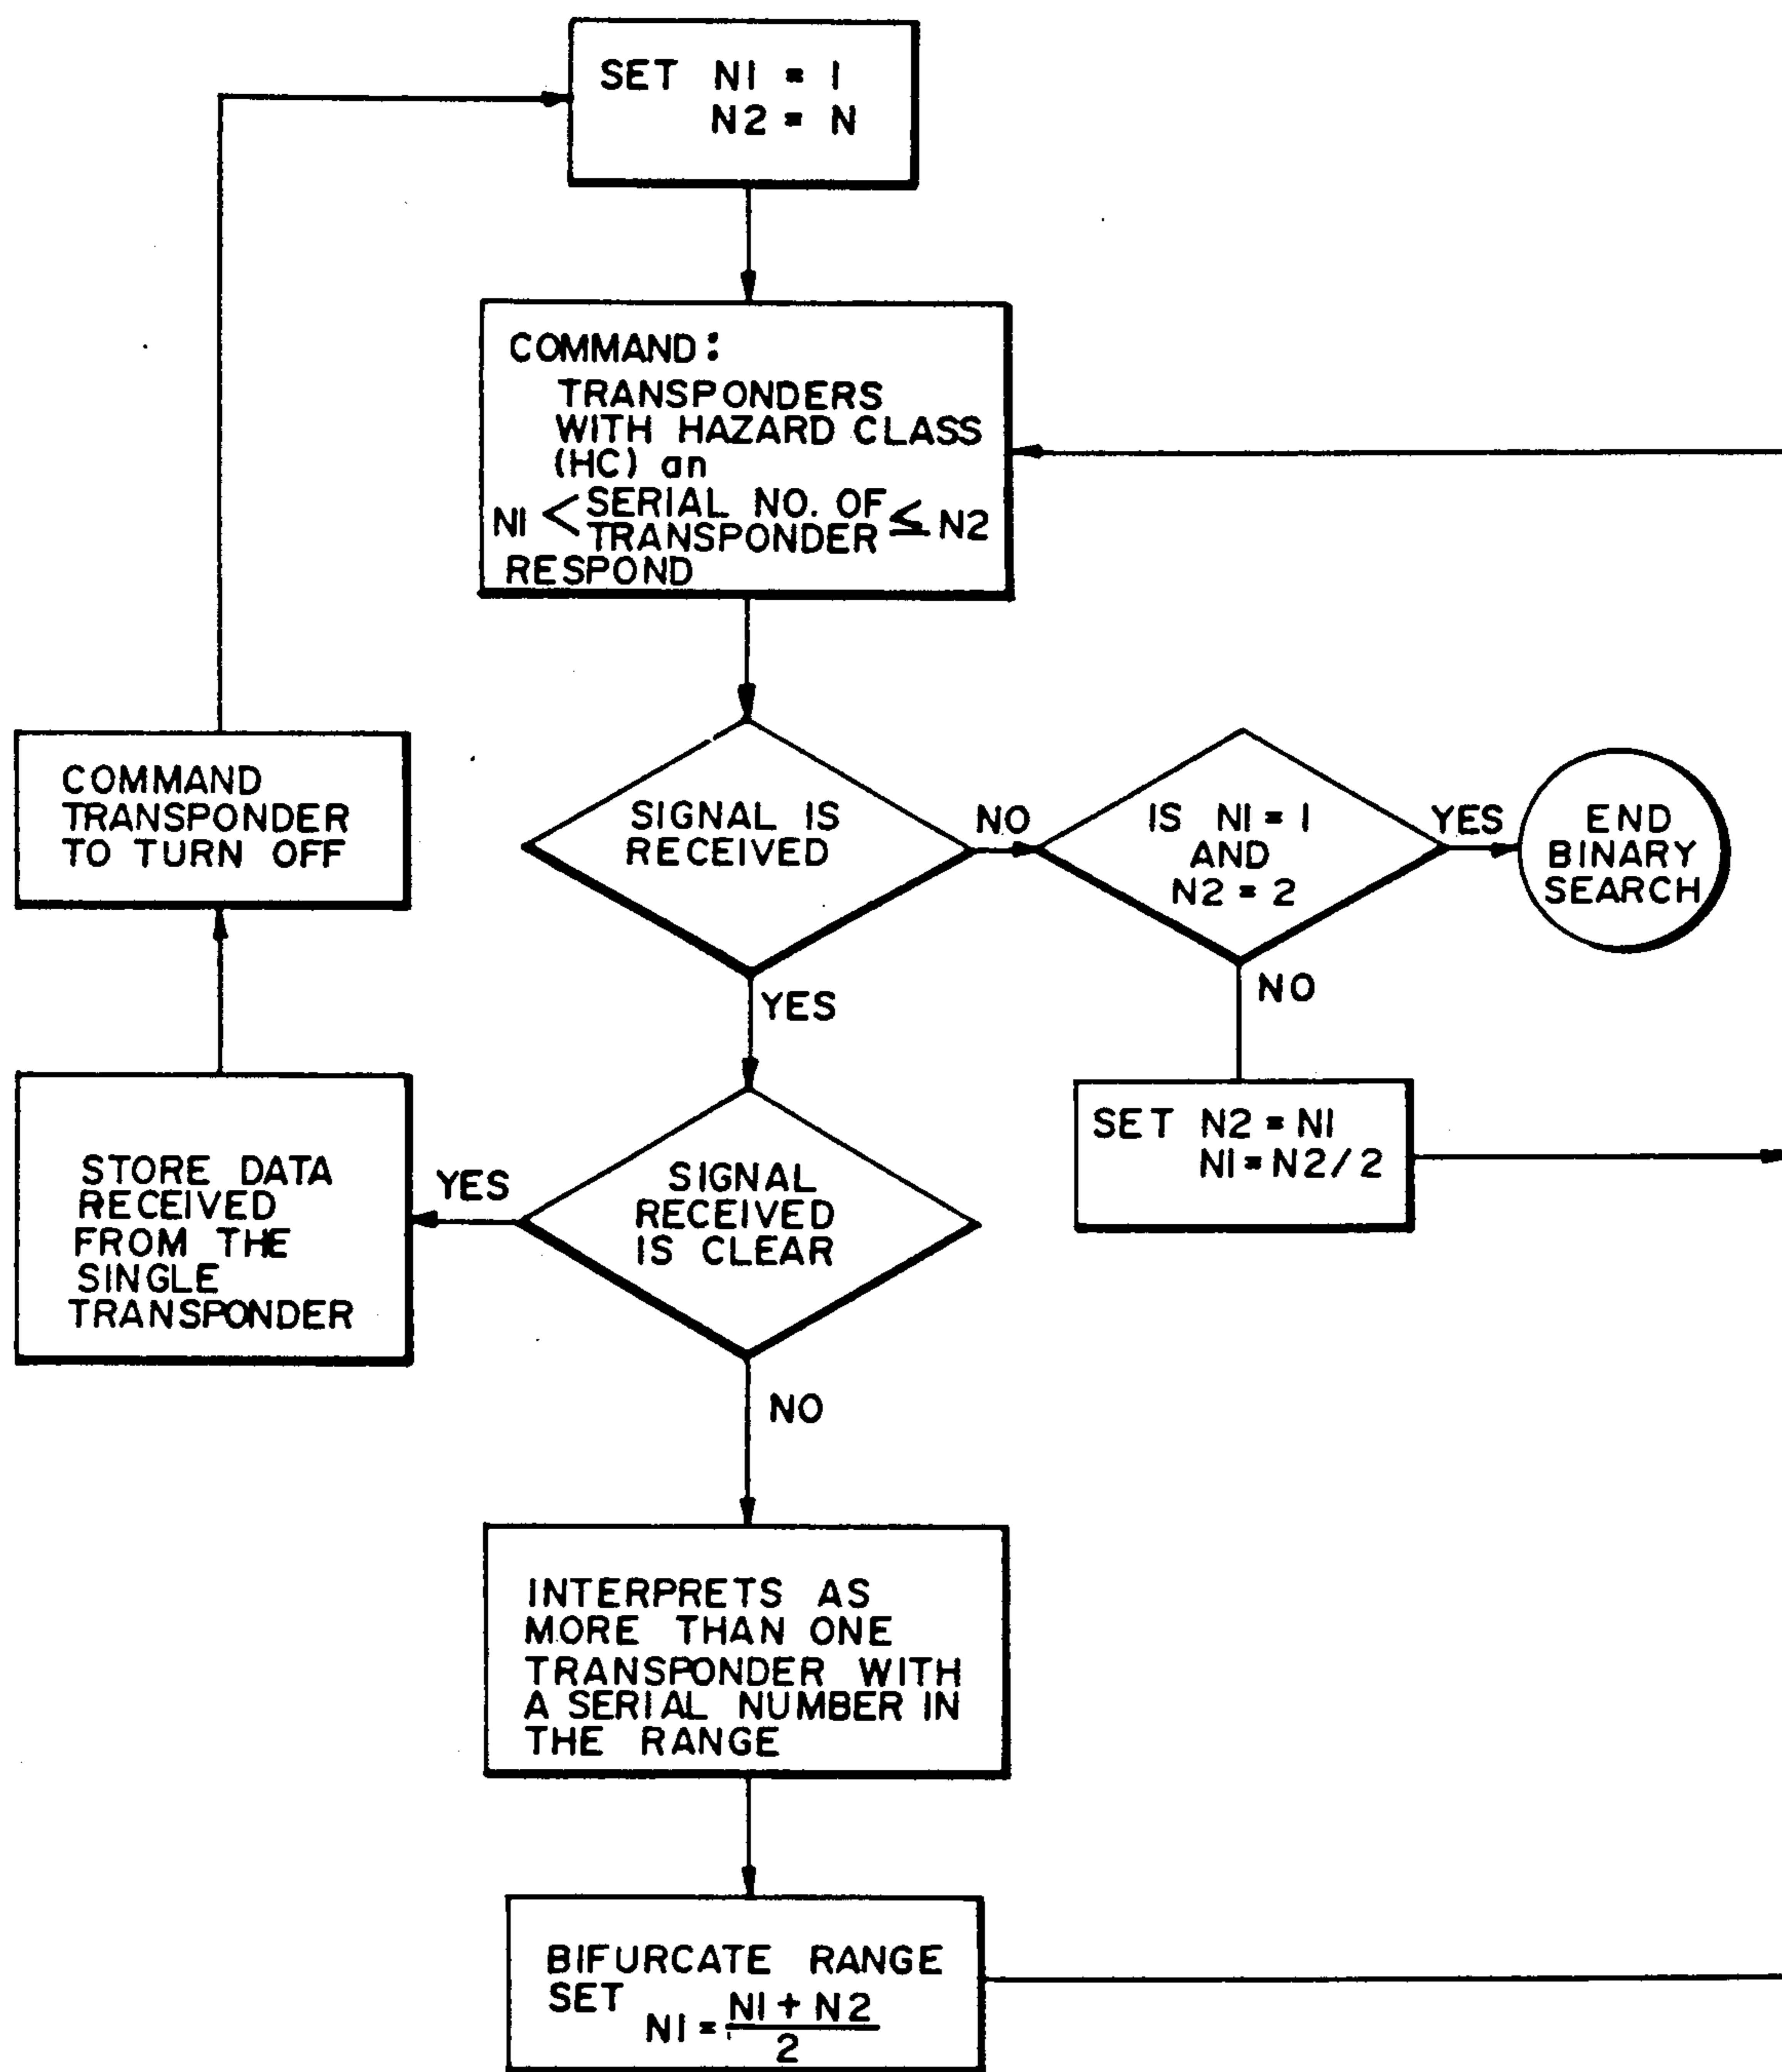 SET N1 = 1
N2 = N
COMMAND:
TRANSPONDERS
WITH HAZARD CLASS
(HC) an
N1 < SERIAL NO. OF TRANSPONDER ≤ N2
RESPOND
SIGNAL IS
RECEIVED
NO
YES
IS N1 = 1
AND
N2 = 2
YES
NO
END
BINARY
SEARCH
SET N2 = N1
N1 = N2/2
SIGNAL
RECEIVED
IS CLEAR
YES
NO
STORE DATA
RECEIVED
FROM THE
SINGLE
TRANSPONDER
COMMAND
TRANSPONDER
TO TURN OFF
INTERPRETS AS
MORE THAN ONE
TRANSPONDER WITH
A SERIAL NUMBER IN
THE RANGE
BIFURCATE RANGE
SET
N1 = N1 + N2
2